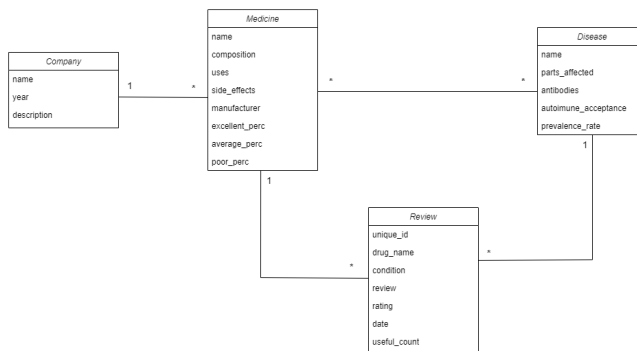 Medicine
name
composition
uses
side_effects
manufacturer
excellent_perc
average_perc
poor_perc
Company
name
year
description
Disease
name
parts_affected
antibodies
autoimune_acceptance
prevalence_rate
1
*
*
*
1
*
1
*
Review
unique_id
drug_name
condition
review
rating
date
useful_count